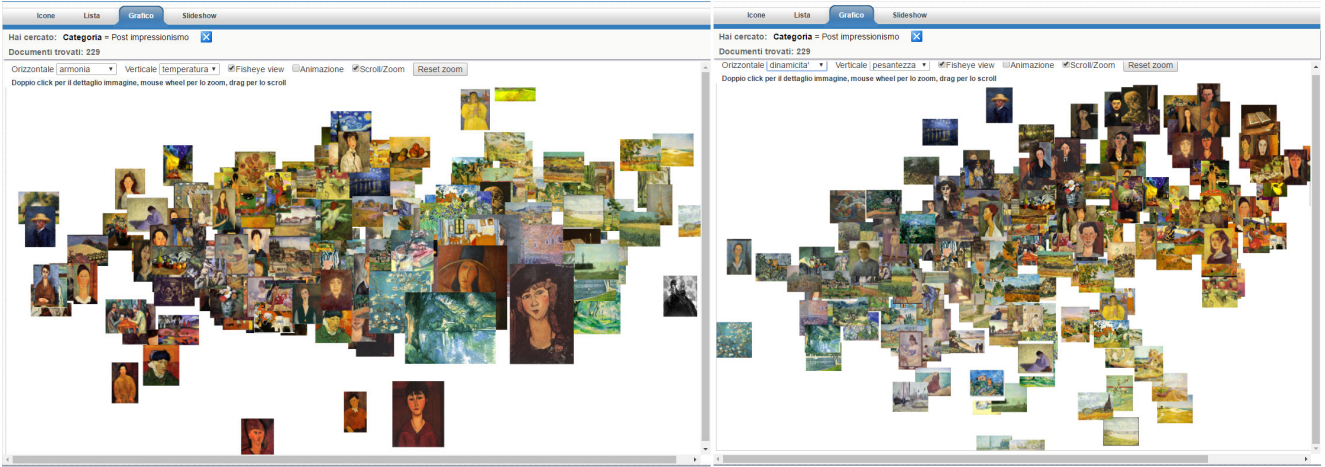 Icone Lista Grafico Slideshow
Hai cercato: Categoria = Post impressionismo
Documenti trovati: 229
Orizzontale armonia Verticale temperatura Fisheye view Animazione Scroll/Zoom Reset zoom
Doppio click per il dettaglio immagine, mouse wheel per lo zoom, drag per lo scroll
Icone Lista Grafico Slideshow
Hai cercato: Categoria = Post impressionismo
Documenti trovati: 229
Orizzontale dinamicita' Verticale pesantezza Fisheye view Animazione Scroll/Zoom Reset zoom
Doppio click per il dettaglio immagine, mouse wheel per lo zoom, drag per lo scroll